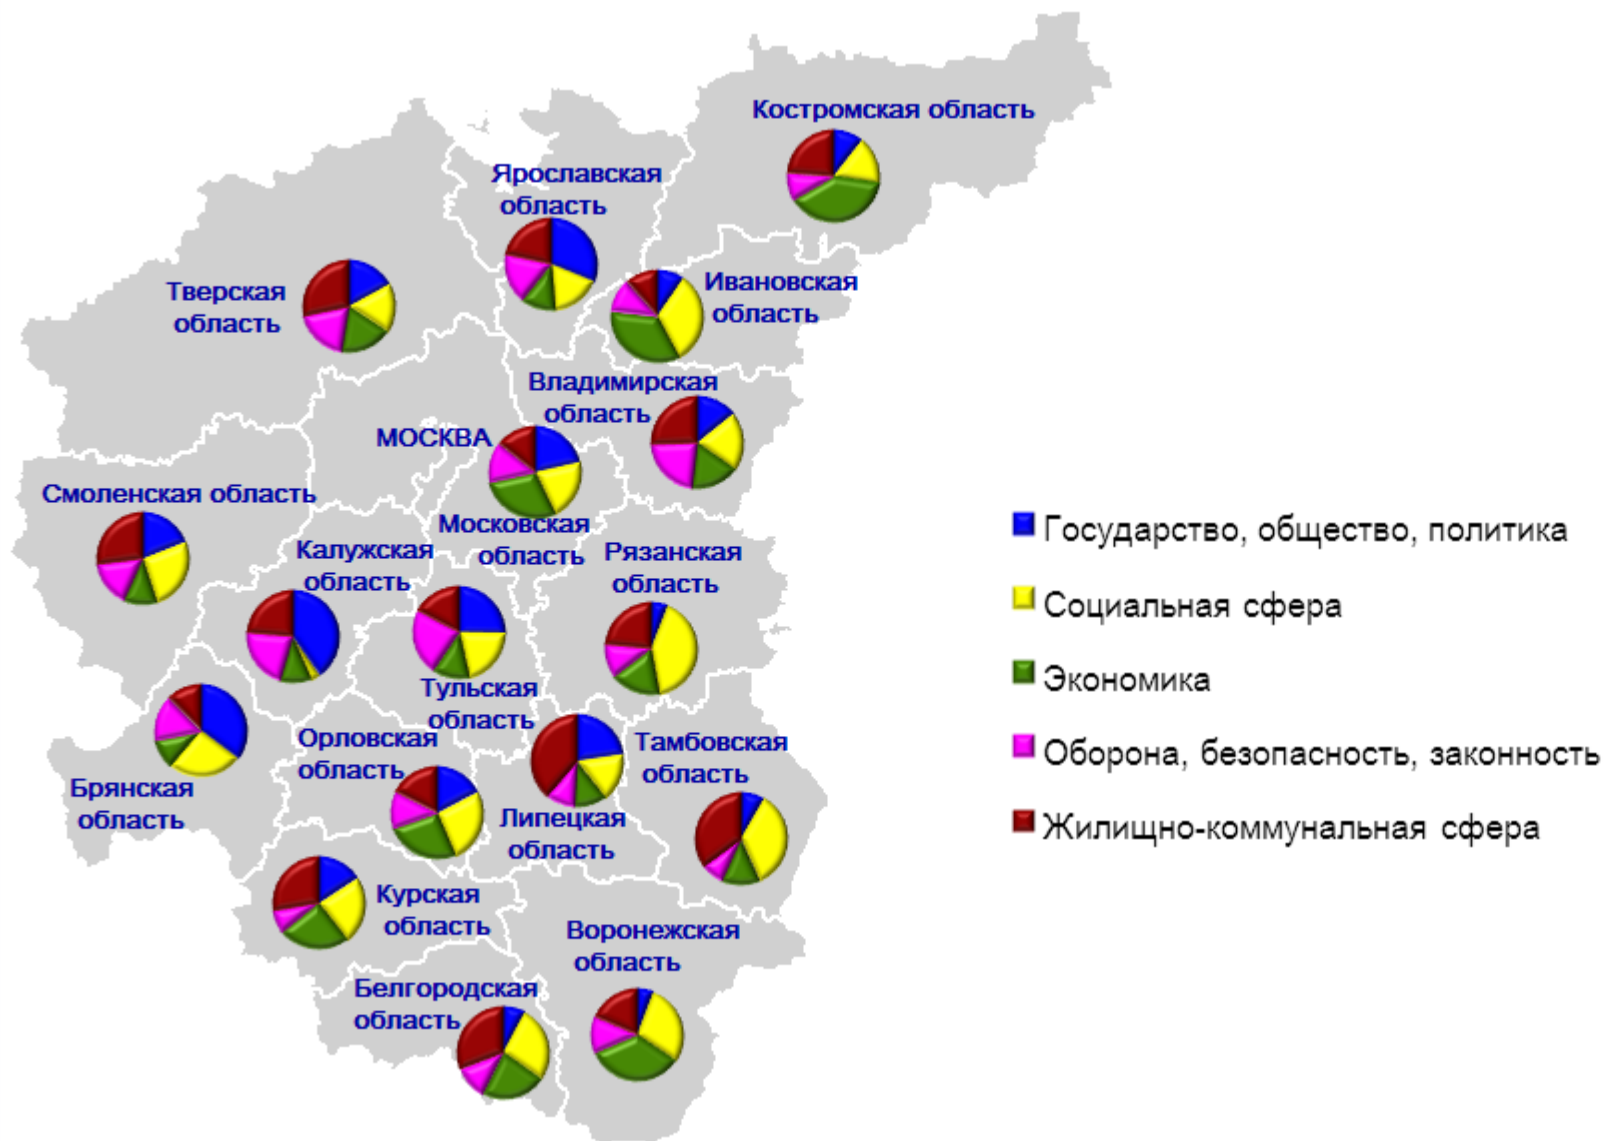 Костромская область
Ярославская
область
Тверская
область
Ивановская
область
Владимирская
область
МОСКВА
Смоленская область
Московская
область
Калужская
область
Рязанская
область
Тульская
область
Орловская
область
Тамбовская
область
Брянская
область
Липецкая
область
Курская
область
Воронежская
область
Белгородская
область
Государство, общество, политика
Социальная сфера
Экономика
Оборона, безопасность, законность
Жилищно-коммунальная сфера